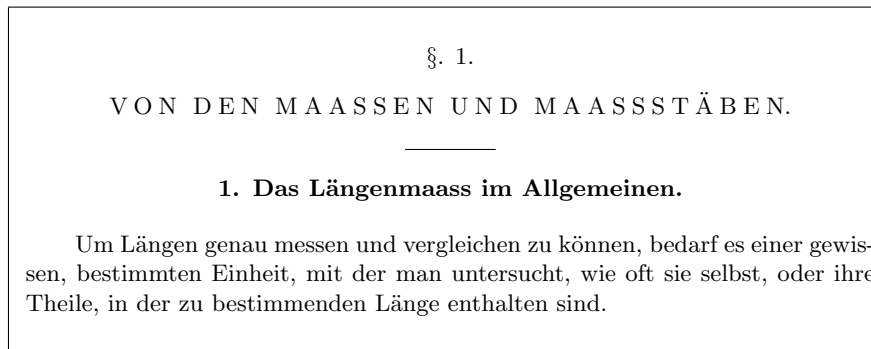 §. 1.
VON DEN MAASSEN UND MAASSSTÄBEN.
1. Das Längenmaass im Allgemeinen.
Um Längen genau messen und vergleichen zu können, bedarf es einer gewis-
sen, bestimmten Einheit, mit der man untersucht, wie oft sie selbst, oder ihre
Theile, in der zu bestimmenden Länge enthalten sind.